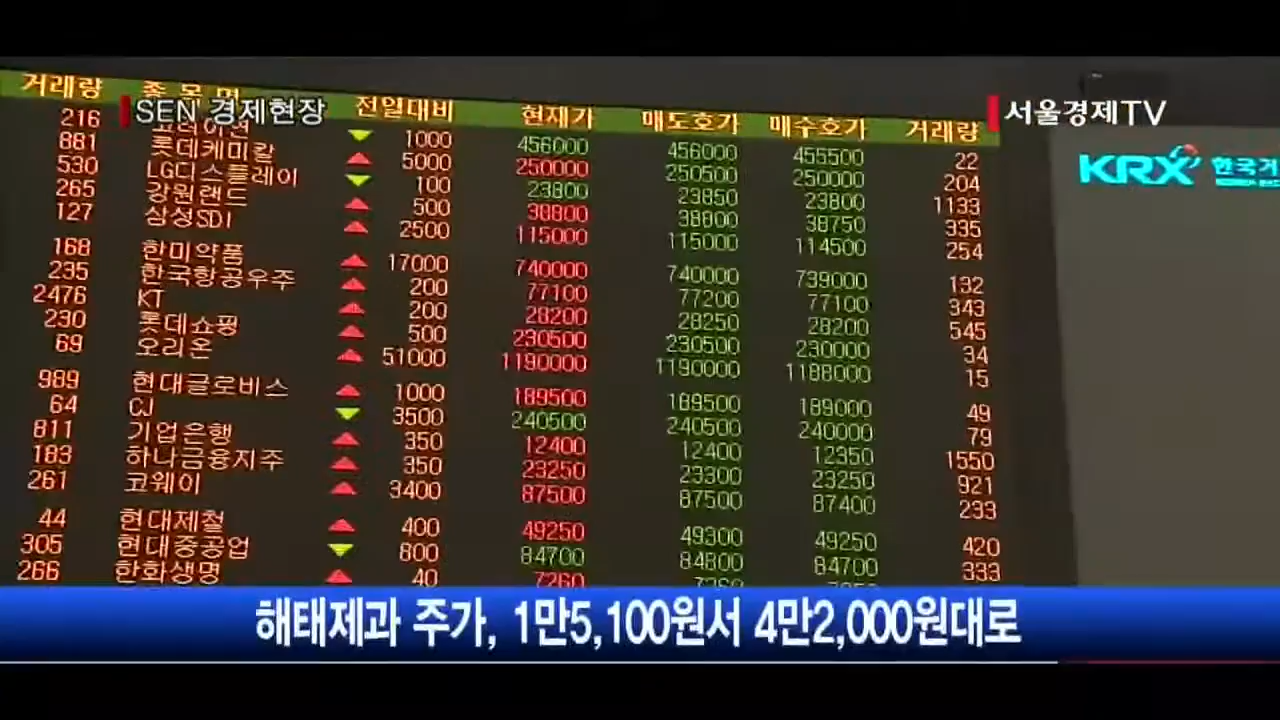 SEN 경제현장
서울경제TV
KRX 한국거
거래량 종목명 전일대비 현재가 매도호가 매수호가 거래량
216 고려아연 ▼ 1000 456000 456000 455500 22
881 롯데케미칼 ▲ 5000 250000 250500 250000 204
530 LG디스플레이 ▼ 100 23800 23850 23800 1133
265 강원랜드 ▲ 500 38800 38800 38750 335
127 삼성SDI ▲ 2500 115000 115000 114500 254
168 한미약품 ▲ 17000 740000 740000 739000 132
235 한국항공우주 ▲ 200 77100 77200 77100 343
2476 KT ▲ 200 28200 28250 28200 545
230 롯데쇼핑 ▲ 500 230500 230500 230000 34
69 오리온 ▲ 51000 1190000 1190000 1188000 15
989 현대글로비스 ▲ 1000 189500 189500 189000 49
64 CJ ▼ 3500 240500 240500 240000 79
811 기업은행 ▲ 350 12400 12400 12350 1550
183 하나금융지주 ▲ 350 23250 23300 23250 921
261 코웨이 ▲ 3400 87500 87500 87400 233
44 현대제철 ▲ 400 49250 49300 49250 420
305 현대중공업 ▼ 800 84700 84800 84700 333
266 한화생명 ▲ 40 7260
해태제과 주가, 1만5,100원서 4만2,000원대로